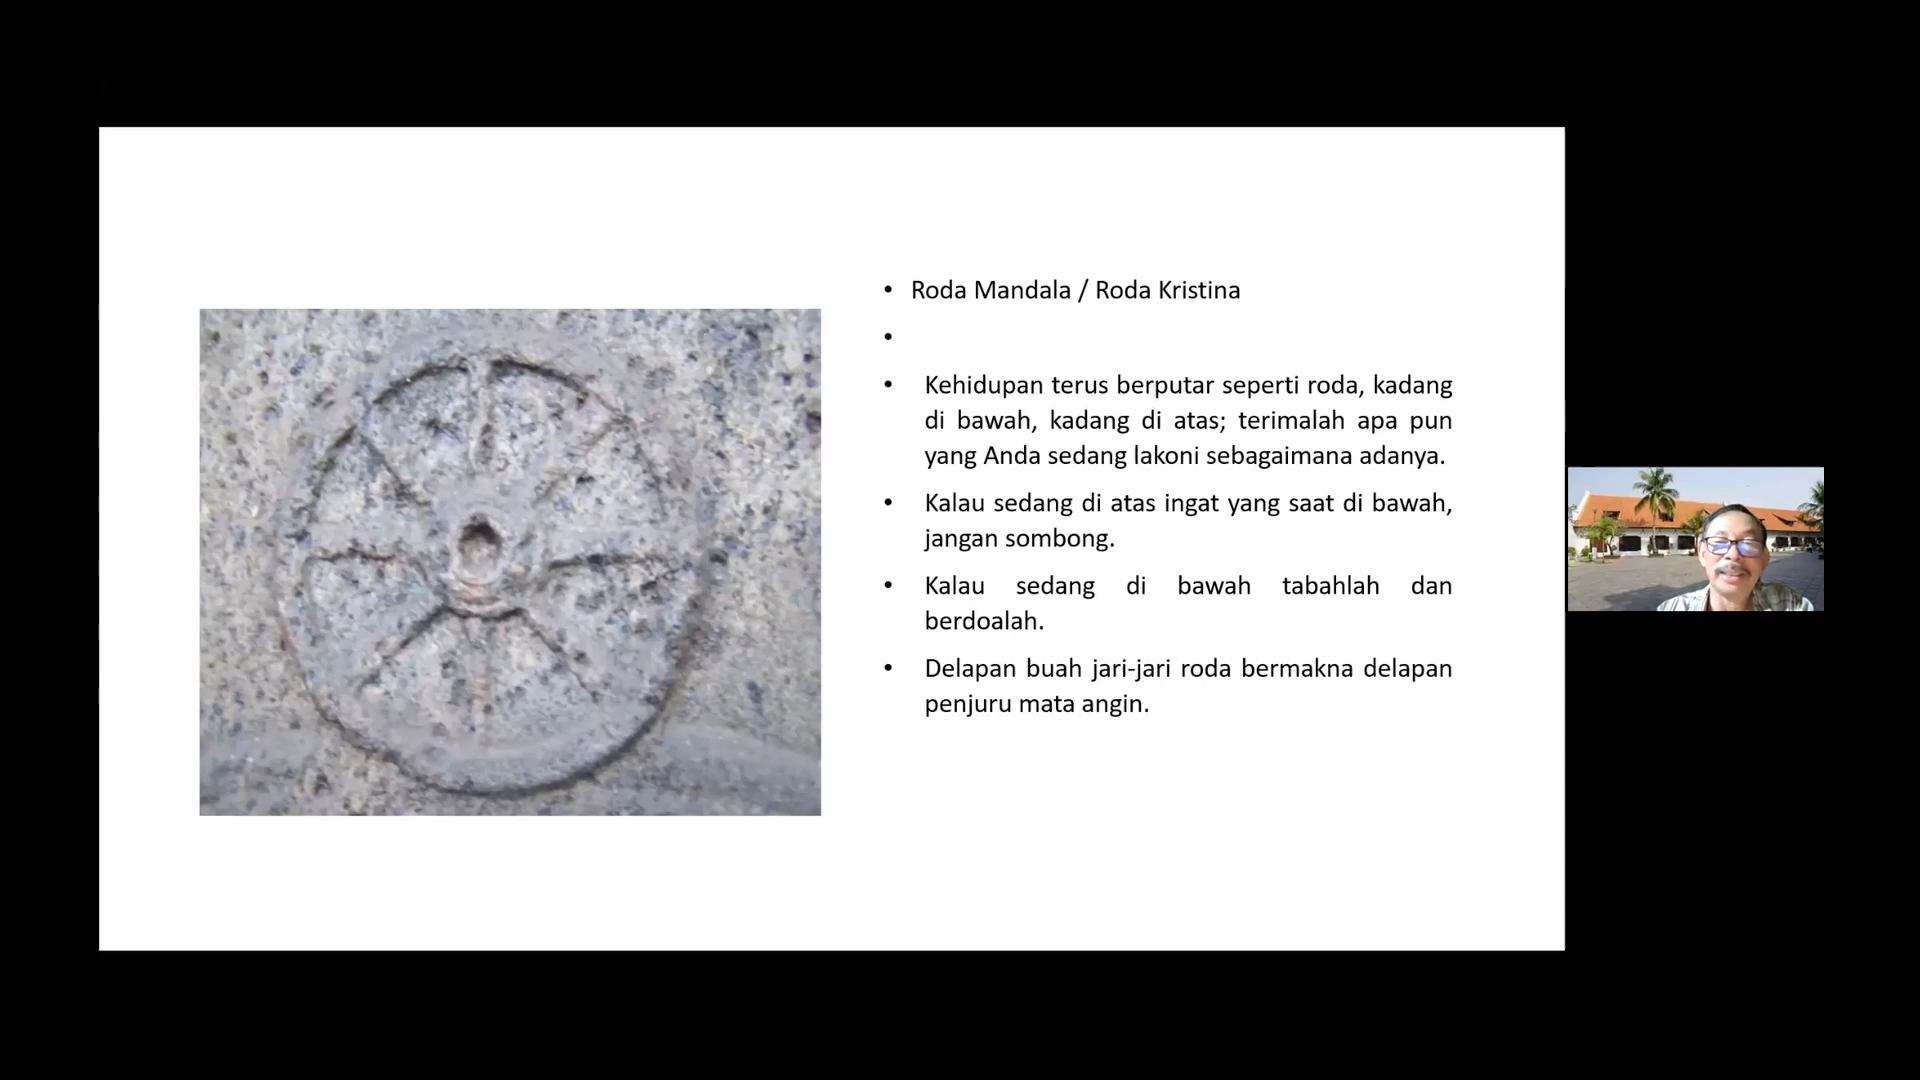 • Roda Mandala / Roda Kristina
•
• Kehidupan terus berputar seperti roda, kadang
di bawah, kadang di atas; terimalah apa pun
yang Anda sedang lakoni sebagaimana adanya.
• Kalau sedang di atas ingat yang saat di bawah,
jangan sombong.
• Kalau sedang di bawah tabahlah dan
berdoalah.
• Delapan buah jari-jari roda bermakna delapan
penjuru mata angin.